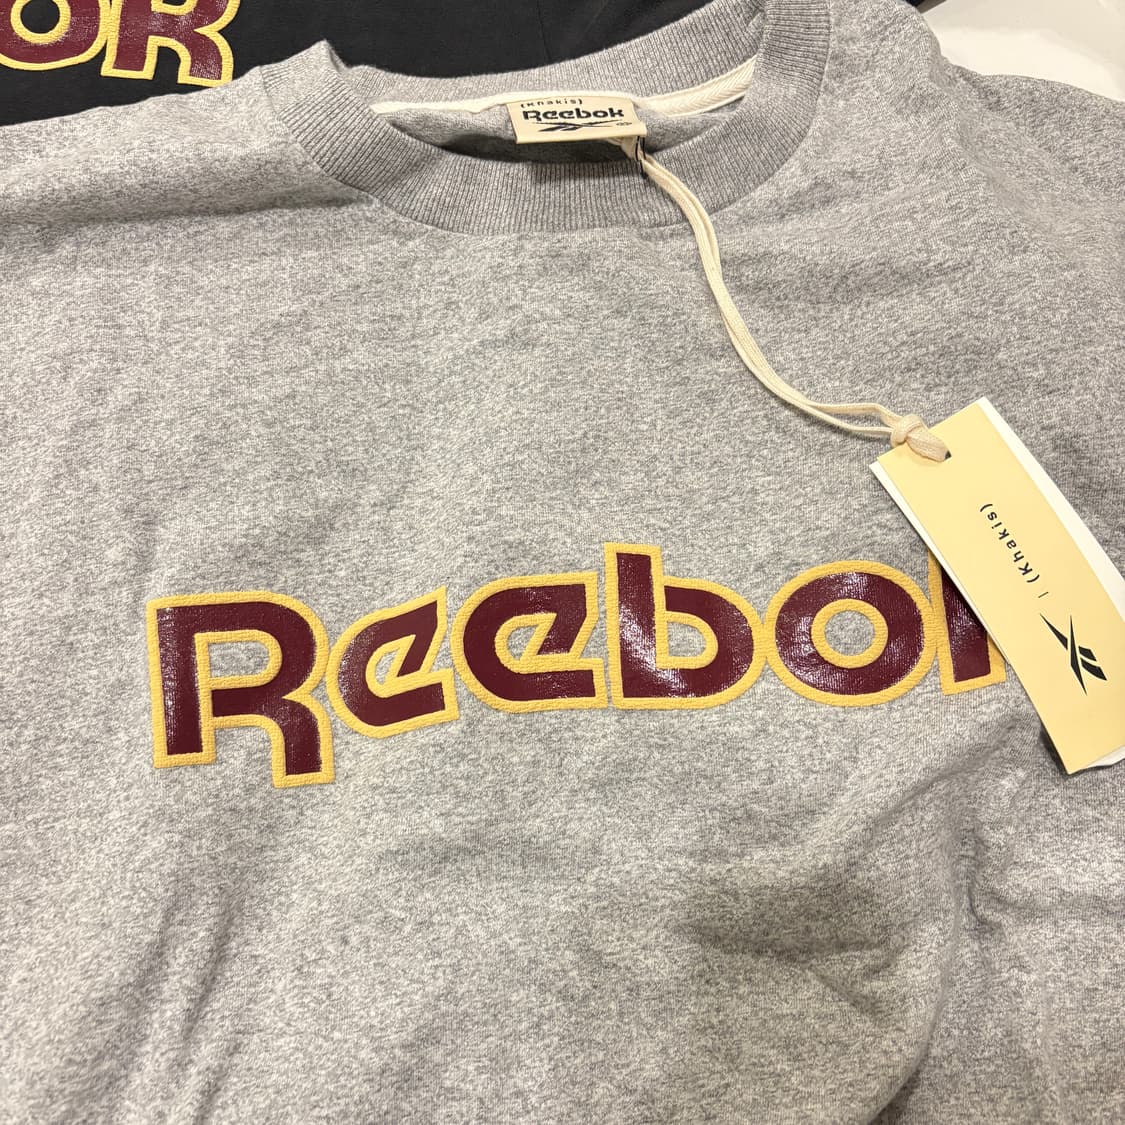 OR
(Khakis)
Reebok
Reebok
| (Khakis)